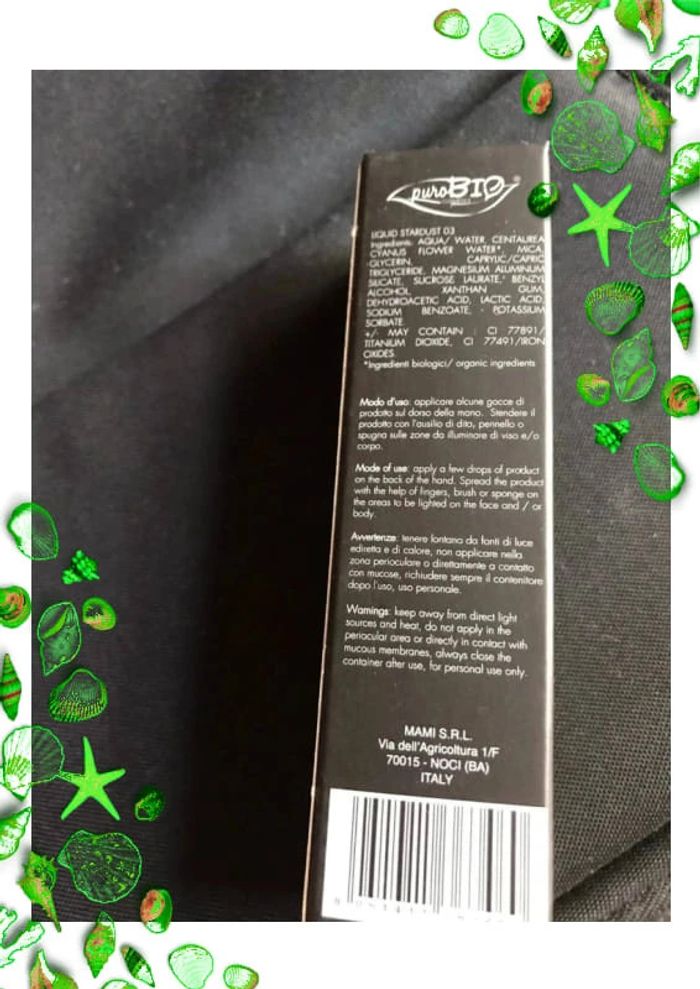 puroBIO
LIQUID STARDUST 03
Ingredients: AQUA/ WATER, CENTAUREA
CYANUS FLOWER WATER*, MICA,
GLYCERIN, CAPRYLIC/CAPRIC
TRIGLYCERIDE, MAGNESIUM ALUMINUM
SILICATE, SUCROSE LAURATE, BENZYL
ALCOHOL, XANTHAN GUM,
DEHYDROACETIC ACID, LACTIC ACID,
SODIUM BENZOATE, POTASSIUM
SORBATE
+/- MAY CONTAIN : CI 77891/
TITANIUM DIOXIDE, CI 77491/IRON
OXIDES
*Ingredienti biologici/ organic ingredients
Modo d'uso: applicare alcune gocce di
prodotto sul dorso della mano. Stendere il
prodotto con l'ausilio di dita, pennello o
spugna sulle zone da illuminare di viso e/o
corpo.
Mode of use: apply a few drops of product
on the back of the hand. Spread the product
with the help of fingers, brush or sponge on
the areas to be lighted on the face and / or
body.
Avvertenze: tenere lontano da fonti di luce
ediretta e di calore, non applicare nella
zona perioculare o direttamente a contatto
con mucose, richiudere sempre il contenitore
dopo l'uso, uso personale.
Warnings: keep away from direct light
sources and heat, do not apply in the
periocular area or directly in contact with
mucous membranes, always close the
container after use, for personal use only.
MAMI S.R.L.
Via dell'Agricoltura 1/F
70015 - NOCI (BA)
ITALY